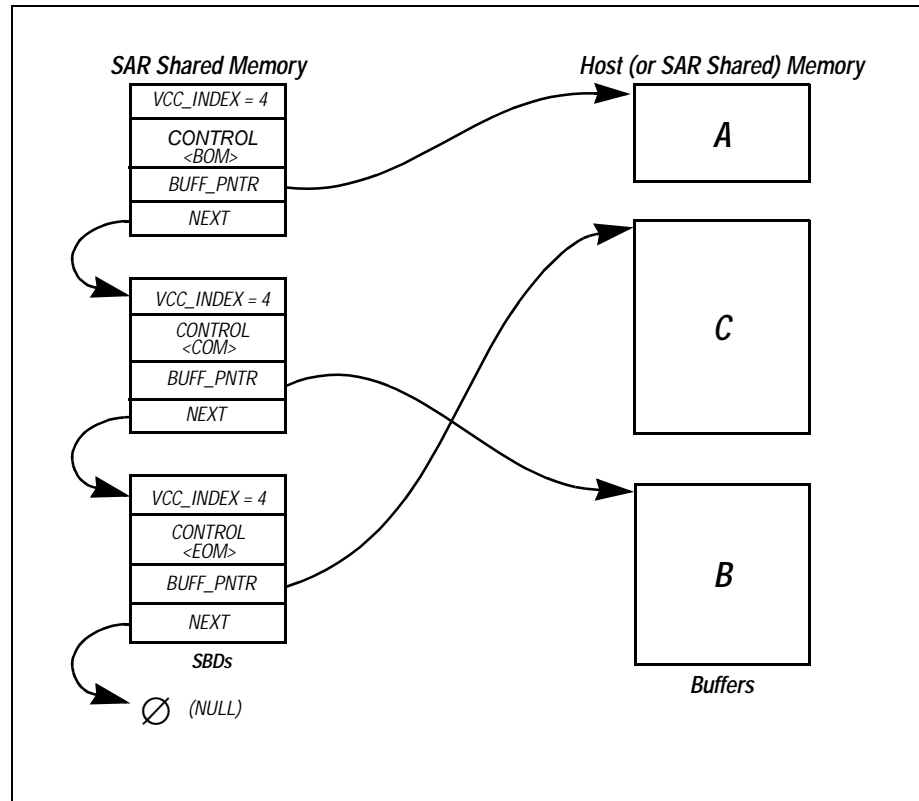 SAR Shared Memory
VCC_INDEX = 4
CONTROL
<BOM>
BUFF_PNTR
NEXT
VCC_INDEX = 4
CONTROL
<COM>
BUFF_PNTR
NEXT
VCC_INDEX = 4
CONTROL
<EOM>
BUFF_PNTR
NEXT
SBDs
∅ (NULL)
Host (or SAR Shared) Memory
A
C
B
Buffers